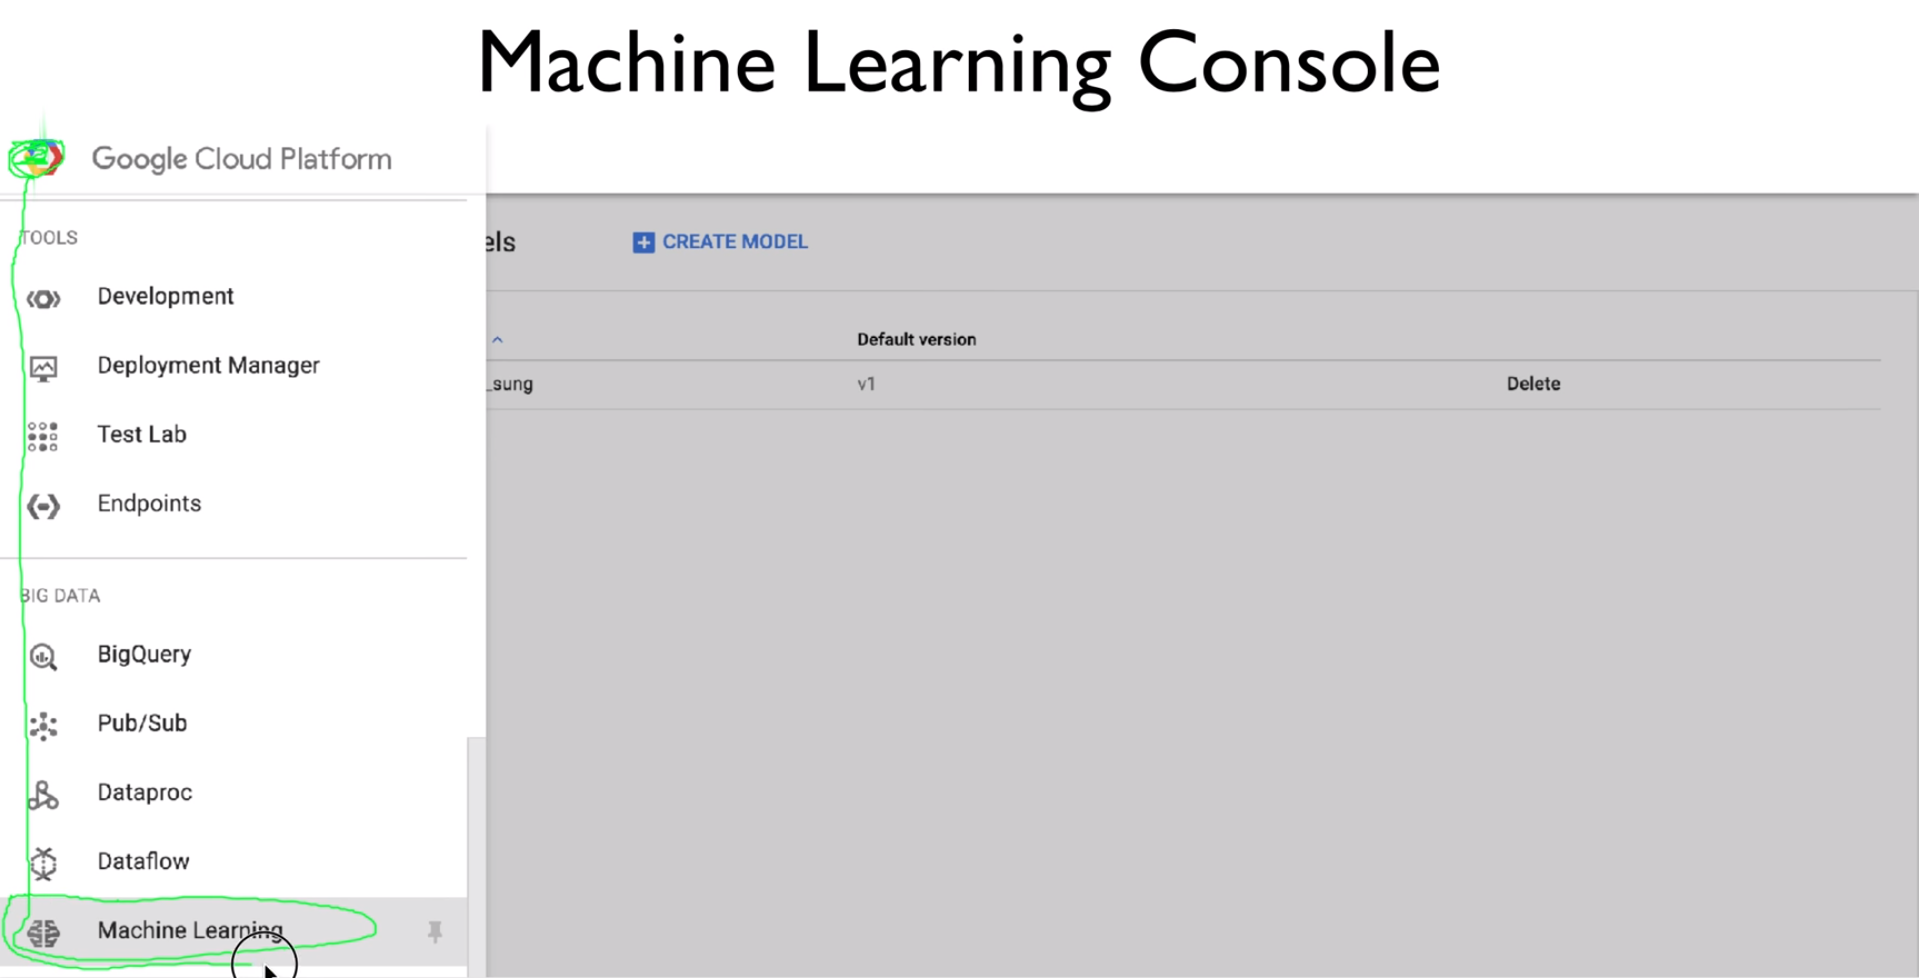 Machine Learning Console
Google Cloud Platform
TOOLS
Development
Deployment Manager
Test Lab
Endpoints
BIG DATA
BigQuery
Pub/Sub
Dataproc
Dataflow
Machine Learning
els
CREATE MODEL
Default version
_sung v1 Delete